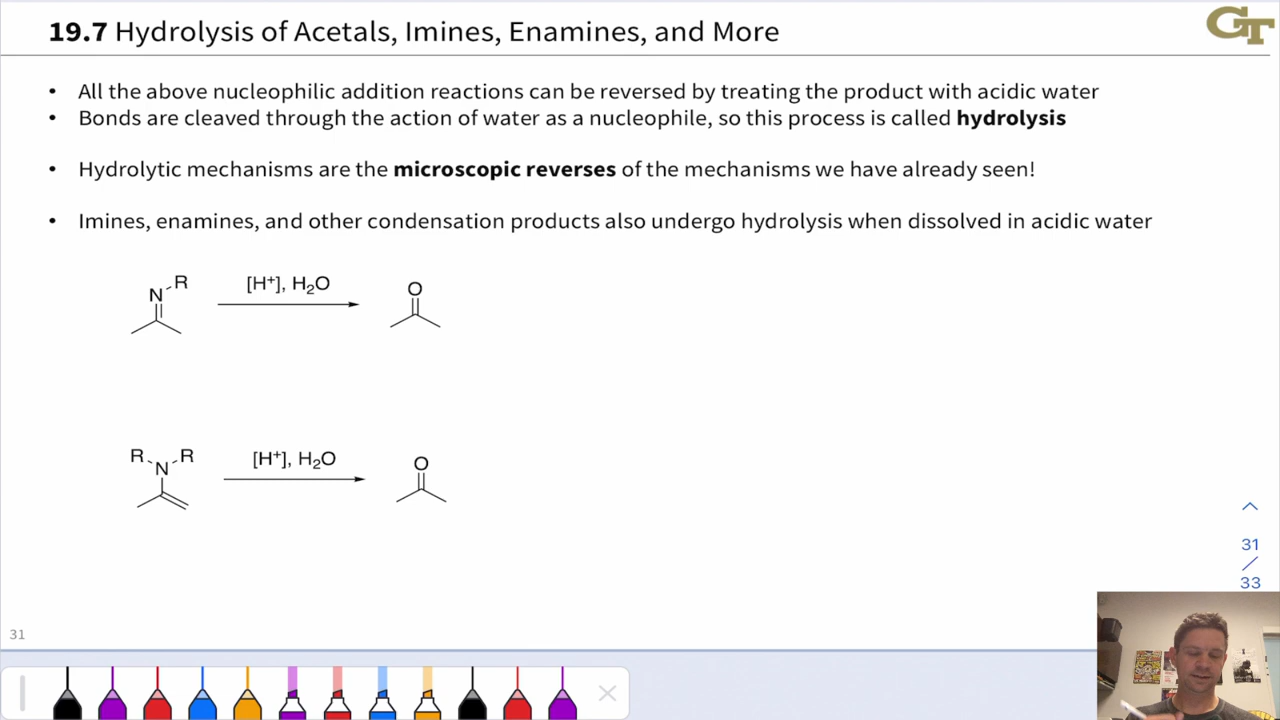 19.7 Hydrolysis of Acetals, Imines, Enamines, and More
GT
• All the above nucleophilic addition reactions can be reversed by treating the product with acidic water
• Bonds are cleaved through the action of water as a nucleophile, so this process is called hydrolysis
• Hydrolytic mechanisms are the microscopic reverses of the mechanisms we have already seen!
• Imines, enamines, and other condensation products also undergo hydrolysis when dissolved in acidic water
N R [H⁺], H₂O O
R N R [H⁺], H₂O O
31
/
33
31